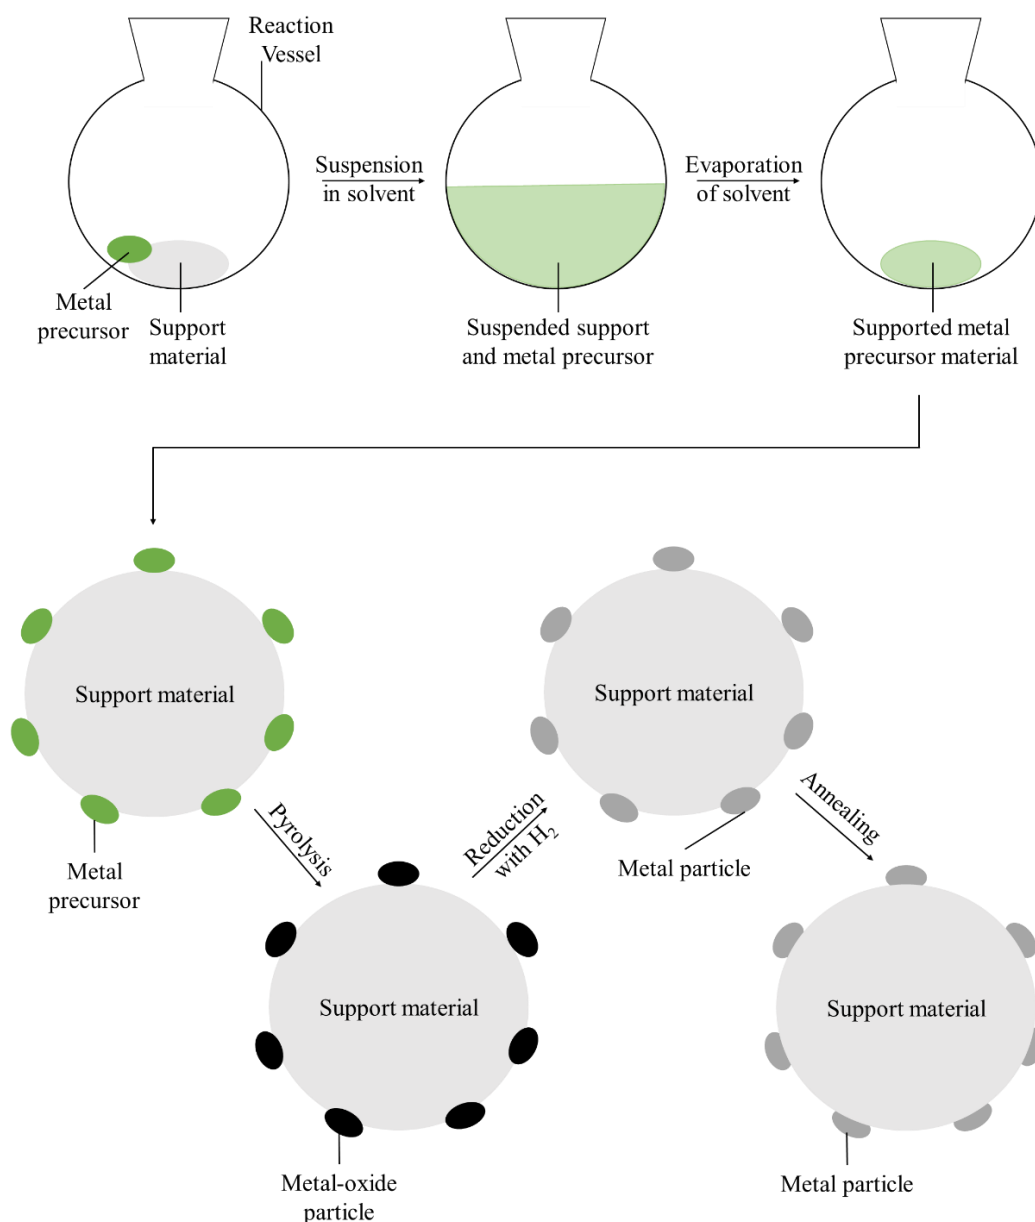 Reaction
Vessel
Suspension
in solvent
Evaporation
of solvent
Metal
precursor
Support
material
Suspended support
and metal precursor
Supported metal
precursor material
Support material
Support material
Metal
precursor
Pyrolysis
Reduction
with H₂
Annealing
Metal particle
Support material
Support material
Metal-oxide
particle
Metal particle